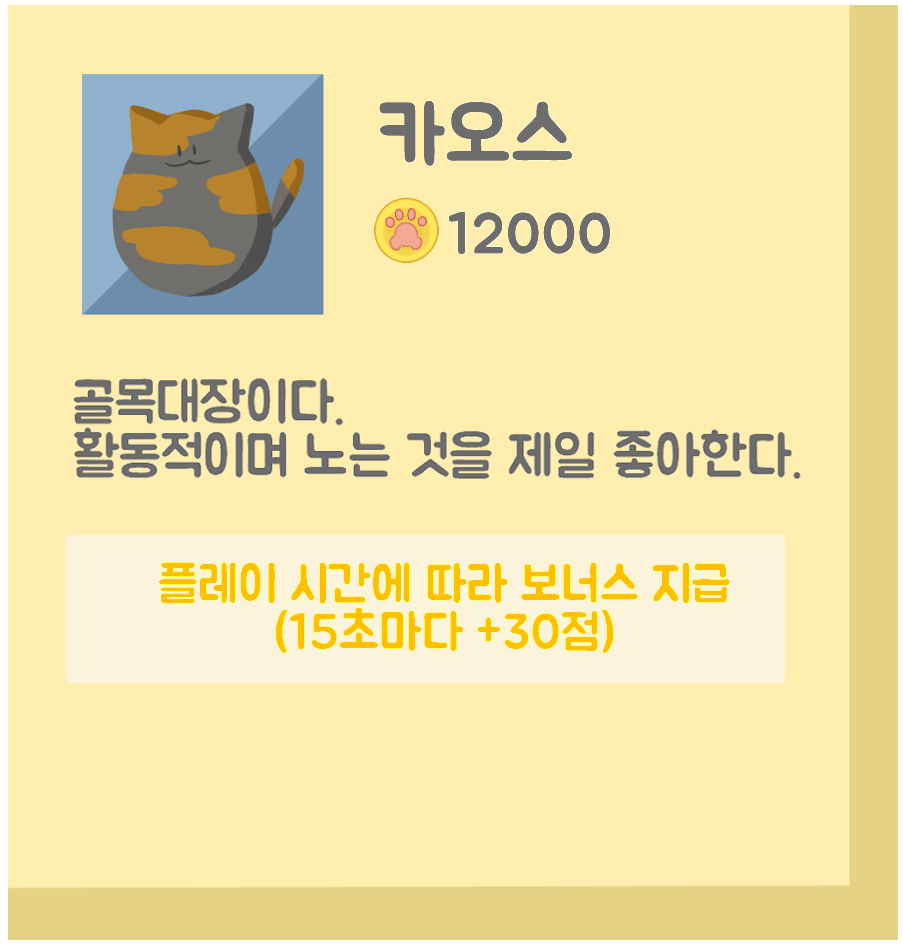 카오스
12000
골목대장이다.
활동적이며 노는 것을 제일 좋아한다.
플레이 시간에 따라 보너스 지급
(15초마다 +30점)